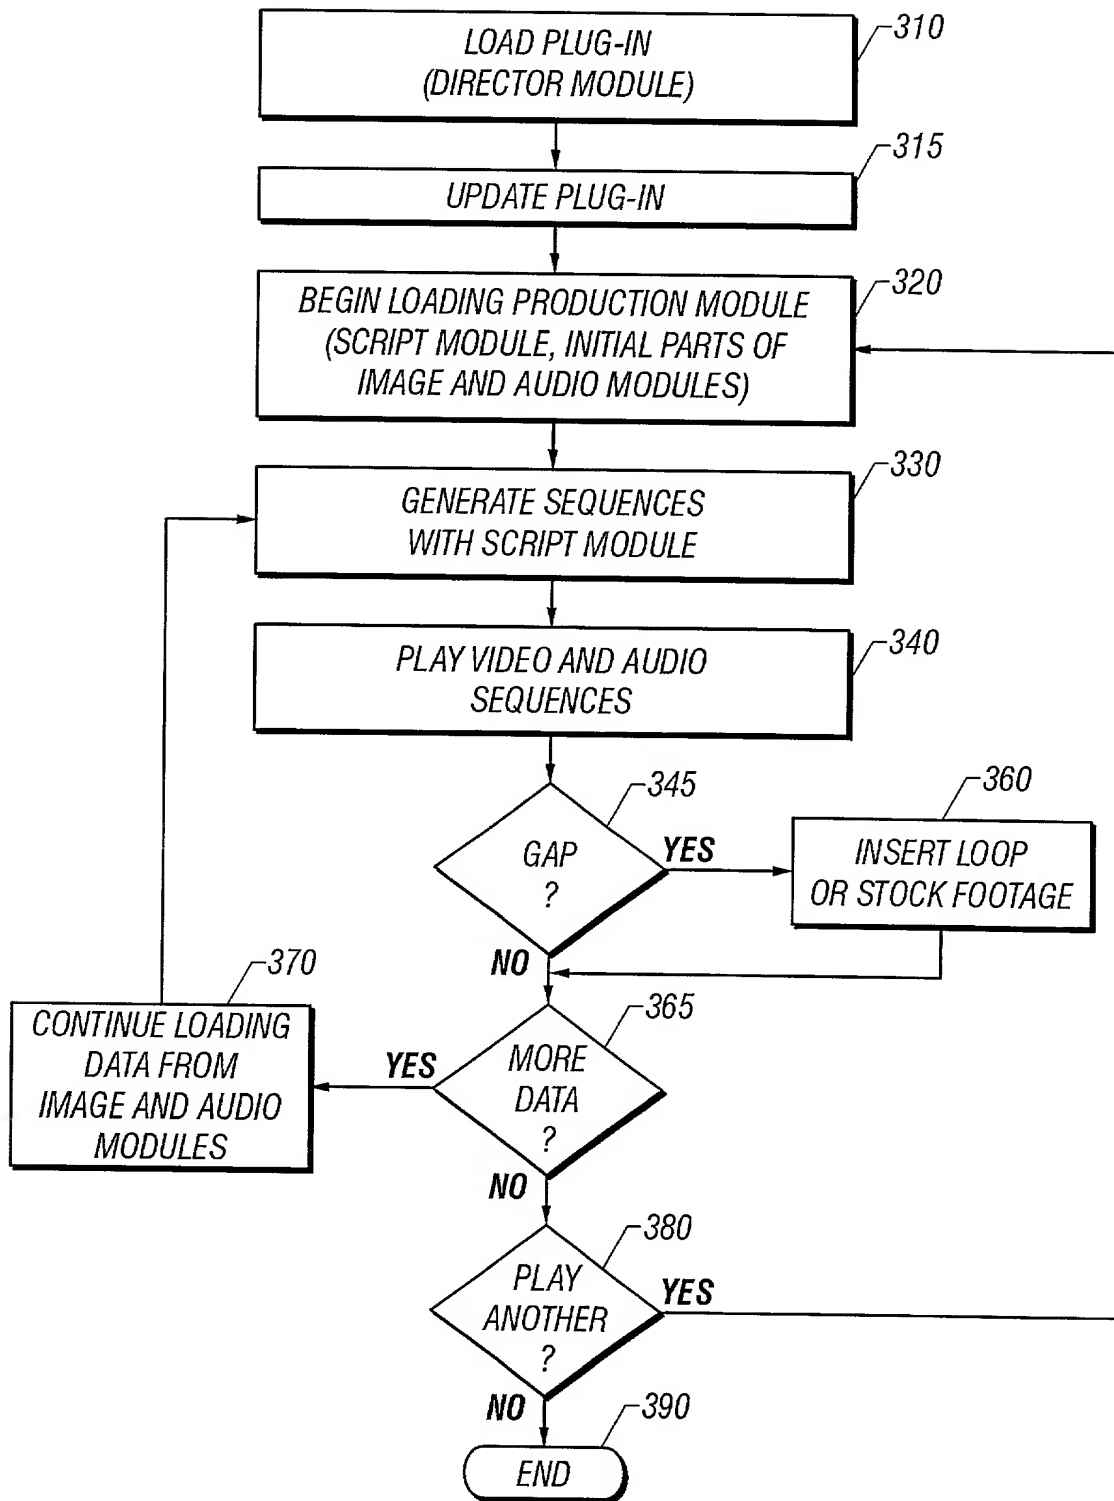 310
LOAD PLUG-IN
(DIRECTOR MODULE)
315
UPDATE PLUG-IN
320
BEGIN LOADING PRODUCTION MODULE
(SCRIPT MODULE, INITIAL PARTS OF
IMAGE AND AUDIO MODULES)
330
GENERATE SEQUENCES
WITH SCRIPT MODULE
340
PLAY VIDEO AND AUDIO
SEQUENCES
345
GAP
?
YES
NO
360
INSERT LOOP
OR STOCK FOOTAGE
365
MORE
DATA
?
YES
NO
370
CONTINUE LOADING
DATA FROM
IMAGE AND AUDIO
MODULES
380
PLAY
ANOTHER
?
YES
NO
390
END